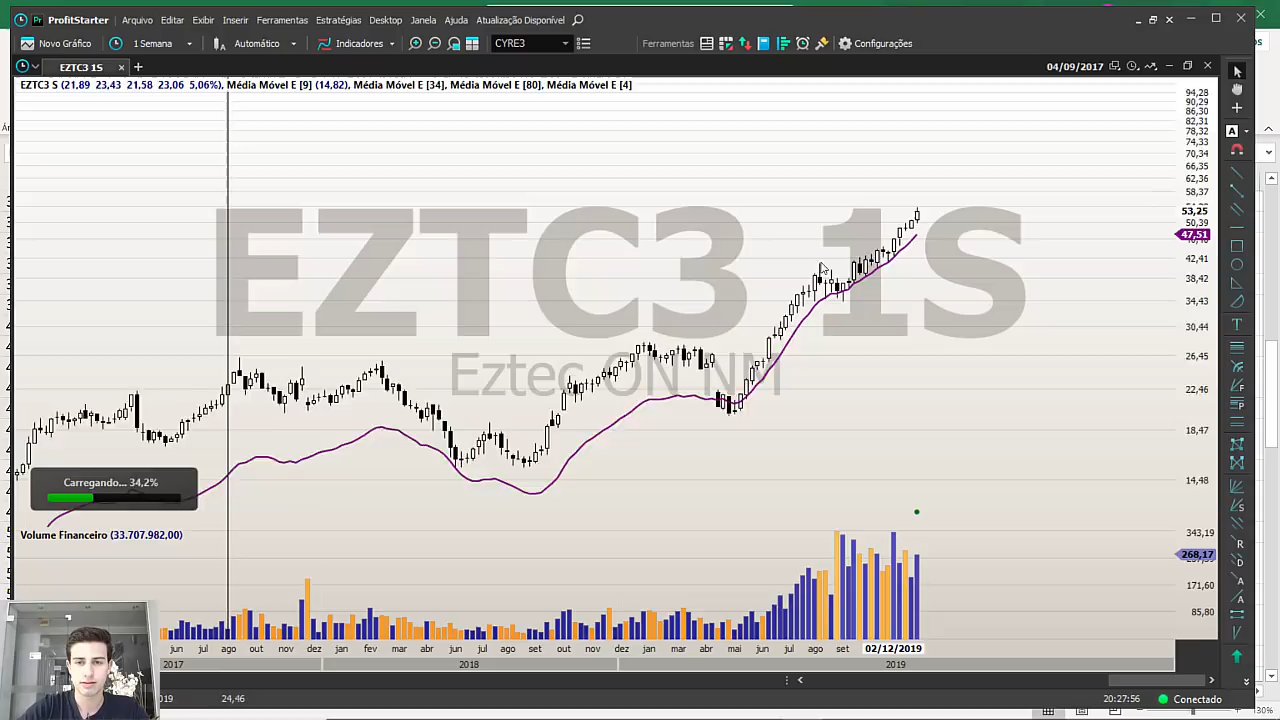 ProfitStarter Arquivo Editar Exibir Inserir Ferramentas Estratégias Desktop Janela Ajuda Atualização Disponível
Novo Gráfico 1 Semana Automático Indicadores CYRE3 Ferramentas Configurações
EZTC3 1S 04/09/2017
EZTC3 S (21,89 23,43 21,58 23,06 5,06%), Média Móvel E [9] (14,82), Média Móvel E [34], Média Móvel E [80], Média Móvel E [4]
94,28
90,29
86,30
82,31
78,32
74,33
70,34
66,35
62,36
58,37
53,25
50,39
47,51
42,41
38,42
34,43
30,44
26,45
22,46
18,47
14,48
EZTC3 1S
Eztec ON NM
Carregando... 34,2%
Volume Financeiro (33.707.982,00)
343,19
268,17
171,60
85,80
jun jul ago out nov dez jan fev mar abr jun jul ago set out nov dez jan mar abr mai jun jul ago set 02/12/2019
2017 2018 2019
24,46 20:27:56 Conectado
30%